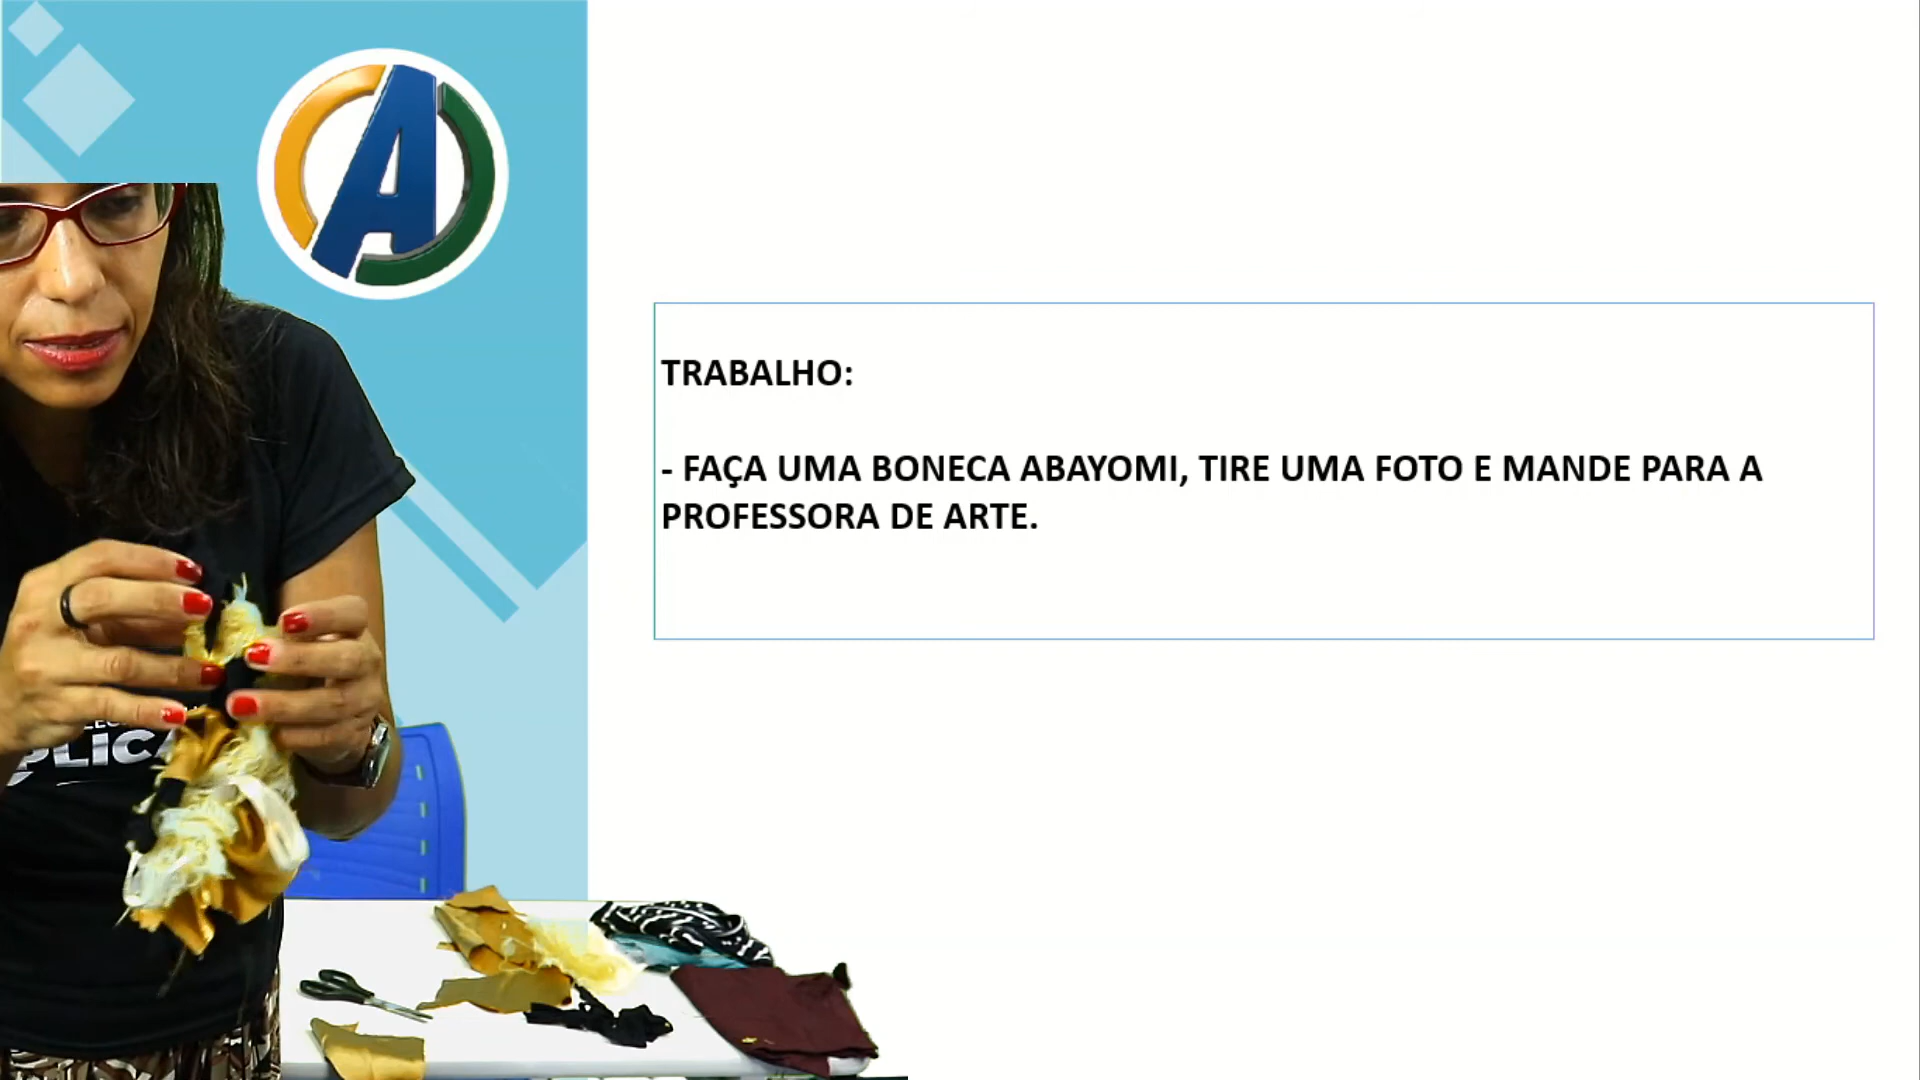 A
TRABALHO:
- FAÇA UMA BONECA ABAYOMI, TIRE UMA FOTO E MANDE PARA A
PROFESSORA DE ARTE.